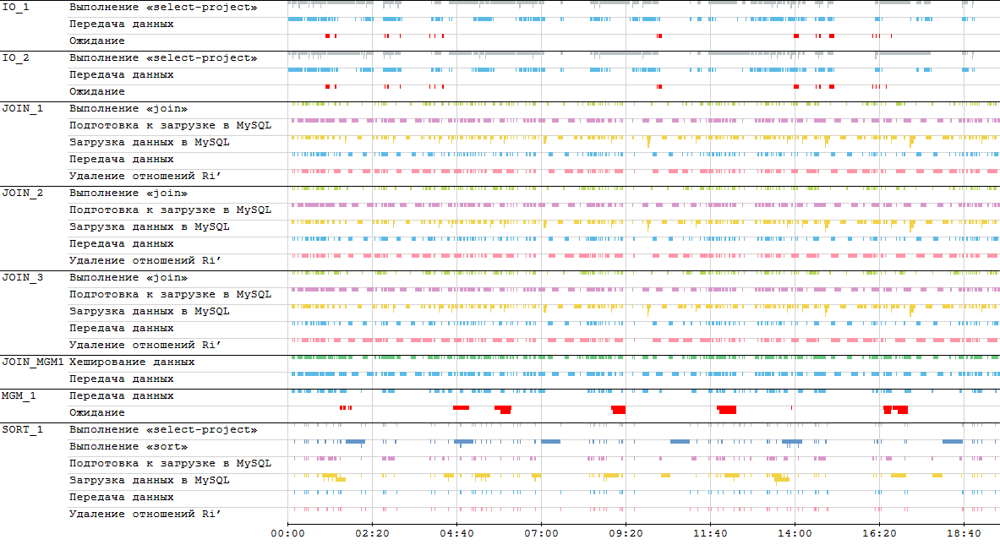 IO_1 Выполнение «select-project»
Передача данных
Ожидание
IO_2 Выполнение «select-project»
Передача данных
Ожидание
JOIN_1 Выполнение «join»
Подготовка к загрузке в MySQL
Загрузка данных в MySQL
Передача данных
Удаление отношений Ri’
JOIN_2 Выполнение «join»
Подготовка к загрузке в MySQL
Загрузка данных в MySQL
Передача данных
Удаление отношений Ri’
JOIN_3 Выполнение «join»
Подготовка к загрузке в MySQL
Загрузка данных в MySQL
Передача данных
Удаление отношений Ri’
JOIN_MGM1 Хеширование данных
Передача данных
MGM_1 Передача данных
Ожидание
SORT_1 Выполнение «select-project»
Выполнение «sort»
Подготовка к загрузке в MySQL
Загрузка данных в MySQL
Передача данных
Удаление отношений Ri’
00:00 02:20 04:40 07:00 09:20 11:40 14:00 16:20 18:40